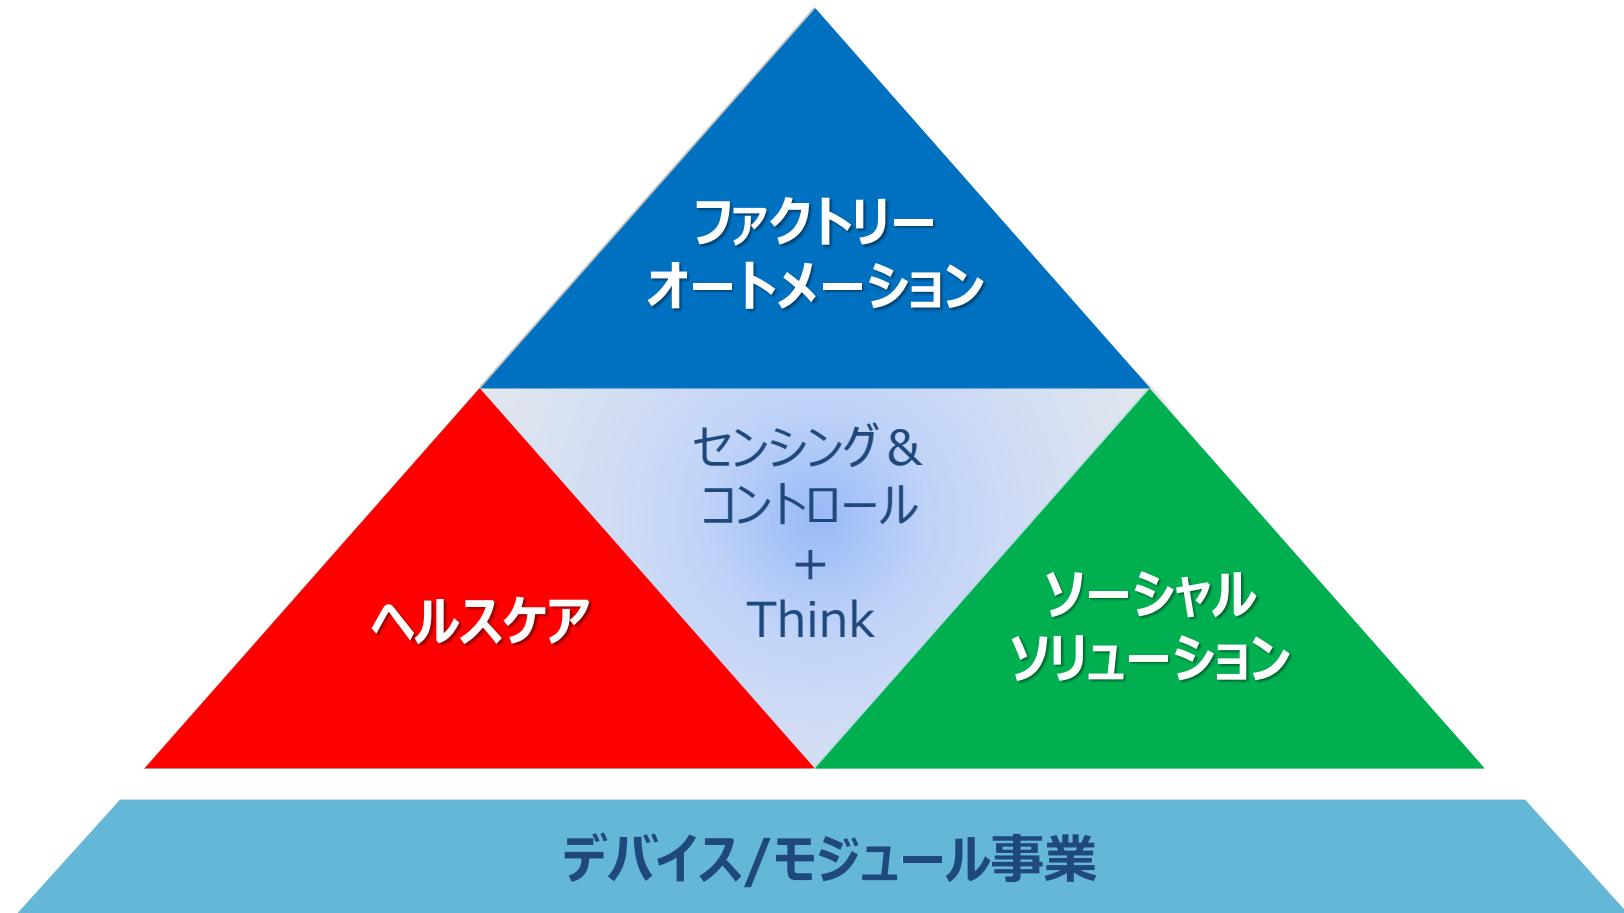 ファクトリー
オートメーション
センシング＆
コントロール
+
Think
ヘルスケア
ソーシャル
ソリューション
デバイス/モジュール事業